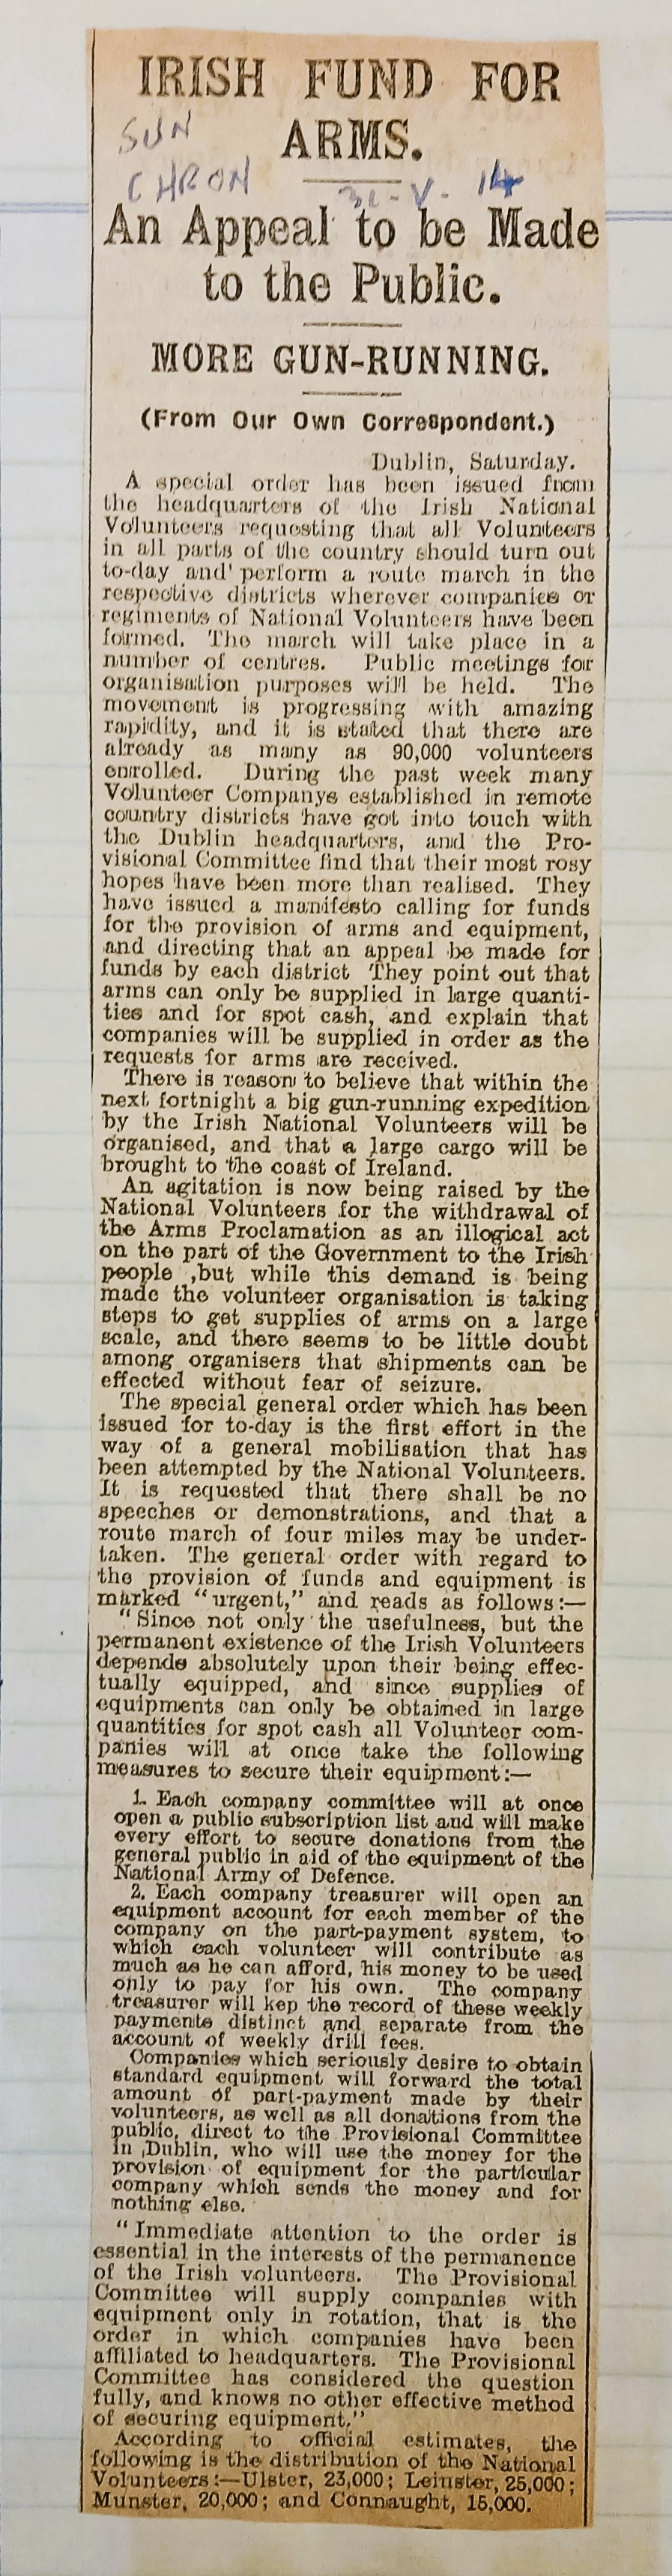 IRISH FUND FOR
ARMS.
SUN
CHRON 31-V-14
An Appeal to be Made
to the Public.
MORE GUN-RUNNING.
(From Our Own Correspondent.)
Dublin, Saturday.
A special order has been issued from
the headquarters of the Irish National
Volunteers requesting that all Volunteers
in all parts of the country should turn out
to-day and' perform a route march in the
respective districts wherever companies or
regiments of National Volunteers have been
formed. The march will take place in a
number of centres. Public meetings for
organisation purposes will be held. The
movement is progressing with amazing
rapidity, and it is stated that there are
already as many as 90,000 volunteers
enrolled. During the past week many
Volunteer Companys established in remote
country districts have got into touch with
the Dublin headquarters, and the Pro-
visional Committee find that their most rosy
hopes have been more than realised. They
have issued a manifesto calling for funds
for the provision of arms and equipment,
and directing that an appeal be made for
funds by each district They point out that
arms can only be supplied in large quanti-
ties and for spot cash, and explain that
companies will be supplied in order as the
requests for arms are received.
There is reason to believe that within the
next fortnight a big gun-running expedition
by the Irish National Volunteers will be
organised, and that a large cargo will be
brought to the coast of Ireland.
An agitation is now being raised by the
National Volunteers for the withdrawal of
the Arms Proclamation as an illogical act
on the part of the Government to the Irish
people ,but while this demand is being
made the volunteer organisation is taking
steps to get supplies of arms on a large
scale, and there seems to be little doubt
among organisers that shipments can be
effected without fear of seizure.
The special general order which has been
issued for to-day is the first effort in the
way of a general mobilisation that has
been attempted by the National Volunteers.
It is requested that there shall be no
speeches or demonstrations, and that a
route march of four miles may be under-
taken. The general order with regard to
the provision of funds and equipment is
marked "urgent," and reads as follows:—
"Since not only the usefulness, but the
permanent existence of the Irish Volunteers
depends absolutely upon their being effec-
tually equipped, and since supplies of
equipments can only be obtained in large
quantities for spot cash all Volunteer com-
panies will at once take the following
measures to secure their equipment:—
1. Each company committee will at once
open a public subscription list and will make
every effort to secure donations from the
general public in aid of the equipment of the
National Army of Defence.
2. Each company treasurer will open an
equipment account for each member of the
company on the part-payment system, to
which each volunteer will contribute as
much as he can afford, his money to be used
only to pay for his own. The company
treasurer will kep the record of these weekly
payments distinct and separate from the
account of weekly drill fees.
Companies which seriously desire to obtain
standard equipment will forward the total
amount of part-payment made by their
volunteers, as well as all donations from the
public, direct to the Provisional Committee
in Dublin, who will use the money for the
provision of equipment for the particular
company which sends the money and for
nothing else.
"Immediate attention to the order is
essential in the interests of the permanence
of the Irish volunteers. The Provisional
Committee will supply companies with
equipment only in rotation, that is the
order in which companies have been
affiliated to headquarters. The Provisional
Committee has considered the question
fully, and knows no other effective method
of securing equipment."
According to official estimates, the
following is the distribution of the National
Volunteers:—Ulster, 23,000; Leinster, 25,000;
Munster, 20,000; and Connaught, 15,000.